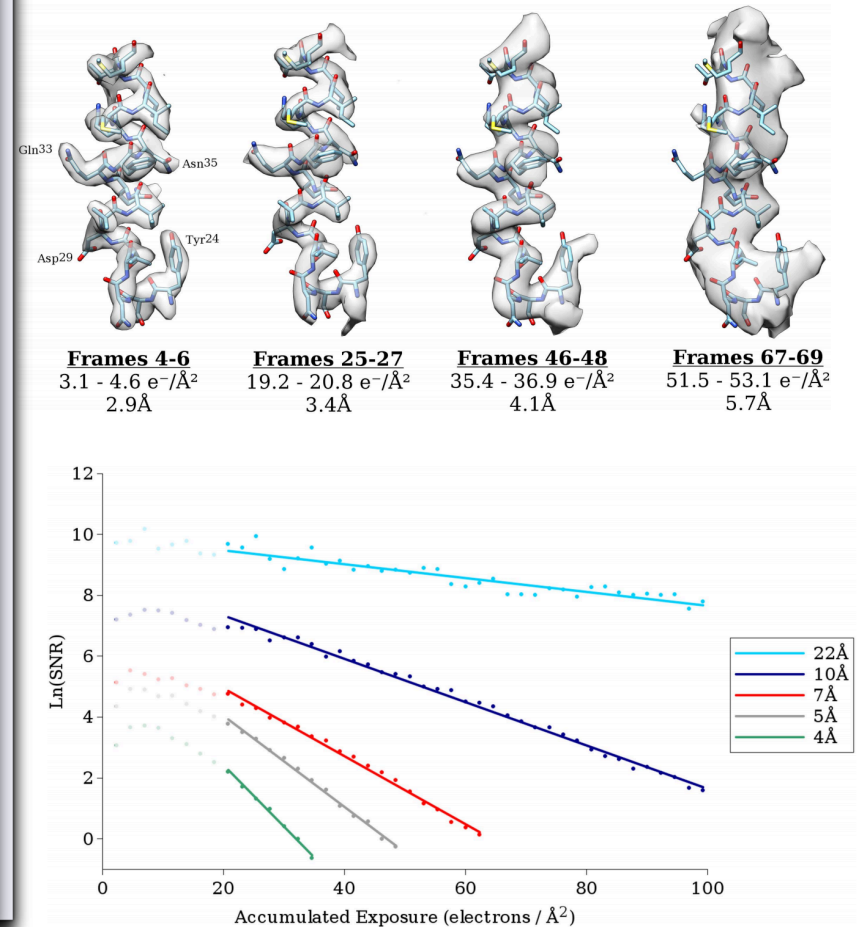 Gln33
Asn35
Asp29
Tyr24
Frames 4-6
3.1 - 4.6 e⁻/Å²
2.9Å
Frames 25-27
19.2 - 20.8 e⁻/Å²
3.4Å
Frames 46-48
35.4 - 36.9 e⁻/Å²
4.1Å
Frames 67-69
51.5 - 53.1 e⁻/Å²
5.7Å
12
10
8
6
4
2
0
Ln(SNR)
0 20 40 60 80 100
Accumulated Exposure (electrons / Å²)
22Å
10Å
7Å
5Å
4Å